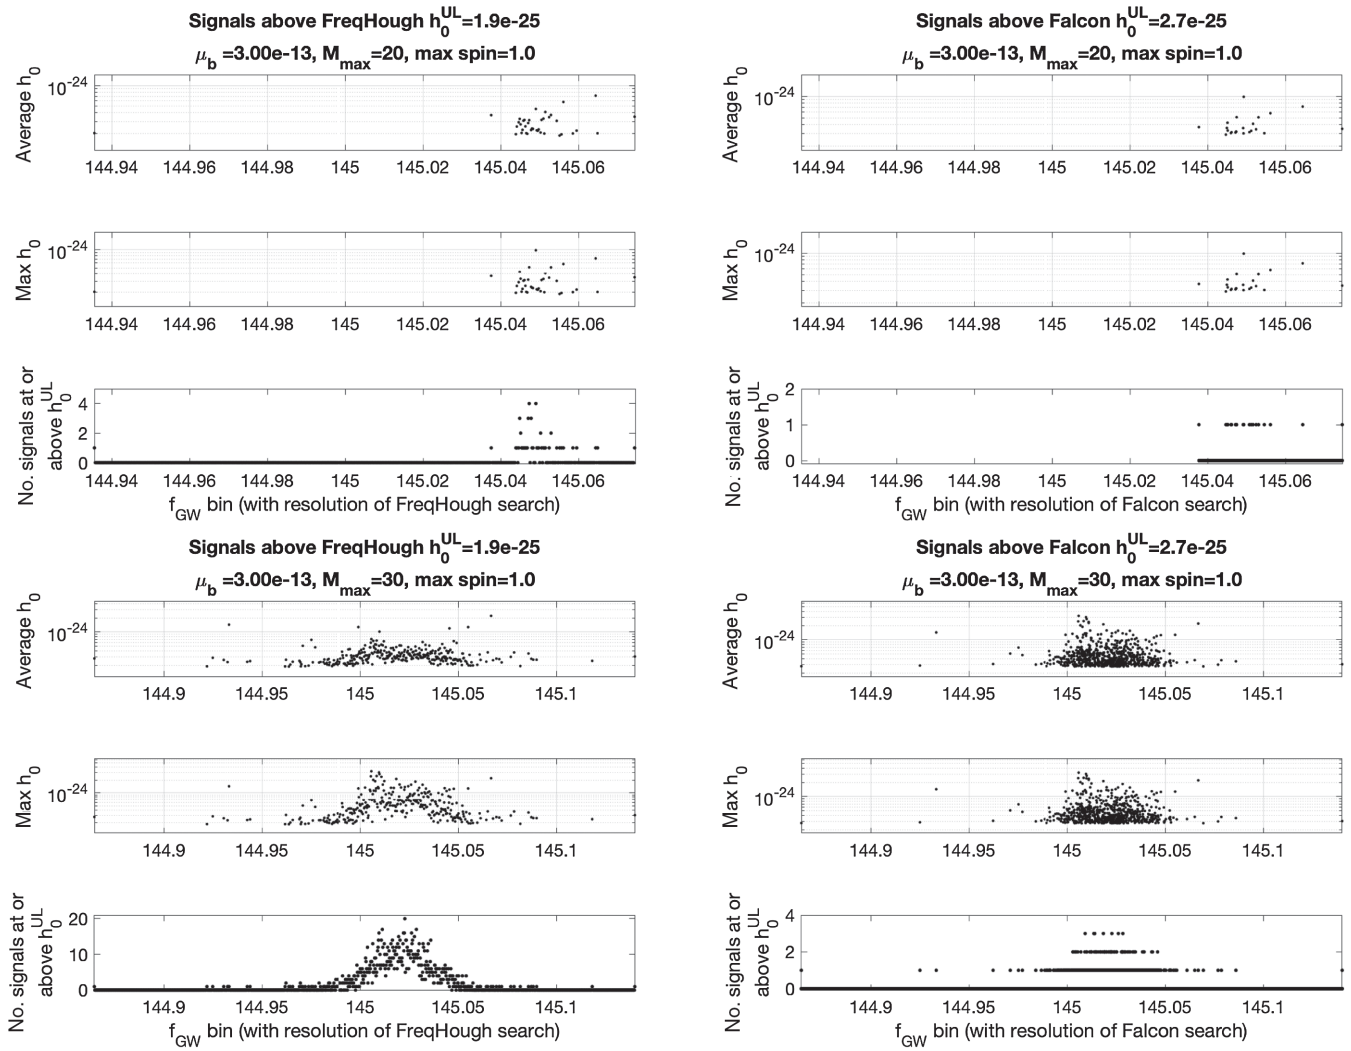 Signals above FreqHough h₀ᵁᴸ=1.9e-25
μ_b =3.00e-13, M_max=20, max spin=1.0
Average h₀
10⁻²⁴
144.94 144.96 144.98 145 145.02 145.04 145.06
Max h₀
10⁻²⁴
144.94 144.96 144.98 145 145.02 145.04 145.06
No. signals at or
above h₀ᵁᴸ
4
2
0
144.94 144.96 144.98 145 145.02 145.04 145.06
f_GW bin (with resolution of FreqHough search)
Signals above Falcon h₀ᵁᴸ=2.7e-25
μ_b =3.00e-13, M_max=20, max spin=1.0
Average h₀
10⁻²⁴
144.94 144.96 144.98 145 145.02 145.04 145.06
Max h₀
10⁻²⁴
144.94 144.96 144.98 145 145.02 145.04 145.06
No. signals at or
above h₀ᵁᴸ
2
1
0
144.94 144.96 144.98 145 145.02 145.04 145.06
f_GW bin (with resolution of Falcon search)
Signals above FreqHough h₀ᵁᴸ=1.9e-25
μ_b =3.00e-13, M_max=30, max spin=1.0
Average h₀
10⁻²⁴
144.9 144.95 145 145.05 145.1
Max h₀
10⁻²⁴
144.9 144.95 145 145.05 145.1
No. signals at or
above h₀ᵁᴸ
20
10
0
144.9 144.95 145 145.05 145.1
f_GW bin (with resolution of FreqHough search)
Signals above Falcon h₀ᵁᴸ=2.7e-25
μ_b =3.00e-13, M_max=30, max spin=1.0
Average h₀
10⁻²⁴
144.9 144.95 145 145.05 145.1
Max h₀
10⁻²⁴
144.9 144.95 145 145.05 145.1
No. signals at or
above h₀ᵁᴸ
4
2
0
144.9 144.95 145 145.05 145.1
f_GW bin (with resolution of Falcon search)